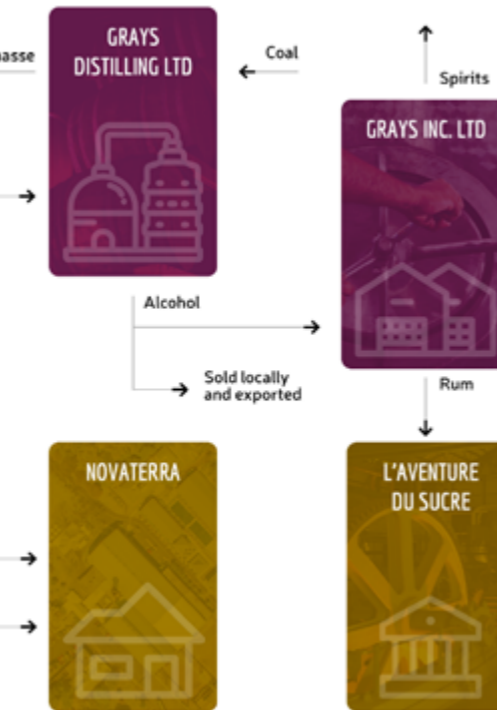 GRAYS
DISTILLING LTD
Coal
Spirits
GRAYS INC. LTD
Alcohol
Sold locally
and exported
Rum
NOVATERRA
L'AVENTURE
DU SUCRE